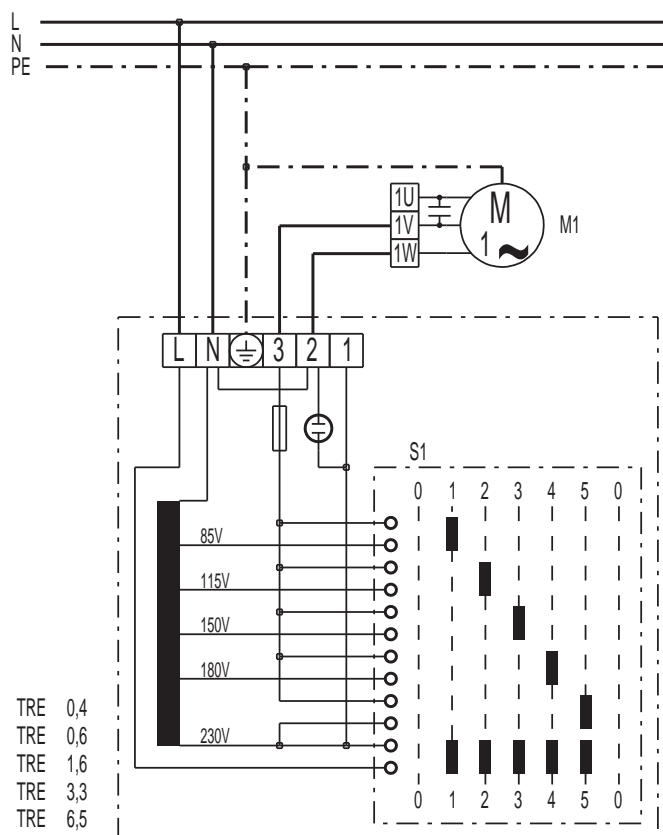 L
N
PE
1U
1V
1W
M
1
M1
L N 3 2 1
S1
0 1 2 3 4 5 0
85V
115V
150V
180V
230V
0 1 2 3 4 5 0
TRE 0,4
TRE 0,6
TRE 1,6
TRE 3,3
TRE 6,5